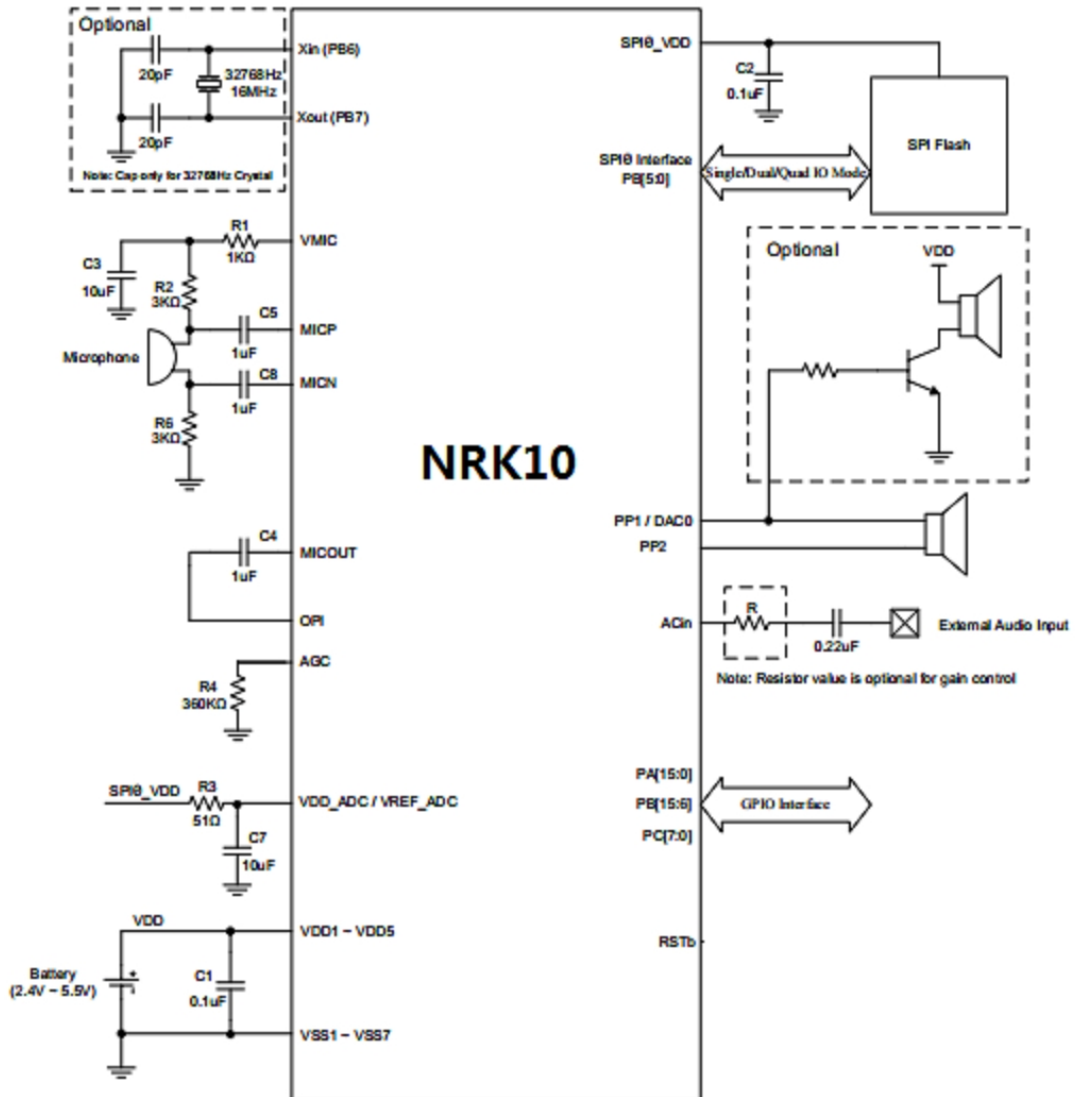 Optional
20pF
Xin (PB6)
32768Hz
16MHz
Xout (PB7)
20pF
Note: Cap only for 32768Hz Crystal
R1
1KΩ
VMIC
C3
10uF
R2
3KΩ
C5
1uF
MICP
Microphone
C8
1uF
MICN
R6
3KΩ
C4
1uF
MICOUT
OPI
AGC
R4
360KΩ
SPI0_VDD
R3
51Ω
VDD_ADC / VREF_ADC
C7
10uF
VDD
VDD1 ~ VDD5
Battery
(2.4V ~ 5.5V)
+
-
C1
0.1uF
VSS1 ~ VSS7
NRK10
SPI0_VDD
C2
0.1uF
SPI Flash
SPI0 Interface
PB[5:0]
Single/Dual/Quad IO Mode
Optional
VDD
PP1 / DAC0
PP2
ACin
R
0.22uF
External Audio Input
Note: Resistor value is optional for gain control
PA[15:0]
PB[15:6]
PC[7:0]
GPIO Interface
RSTb